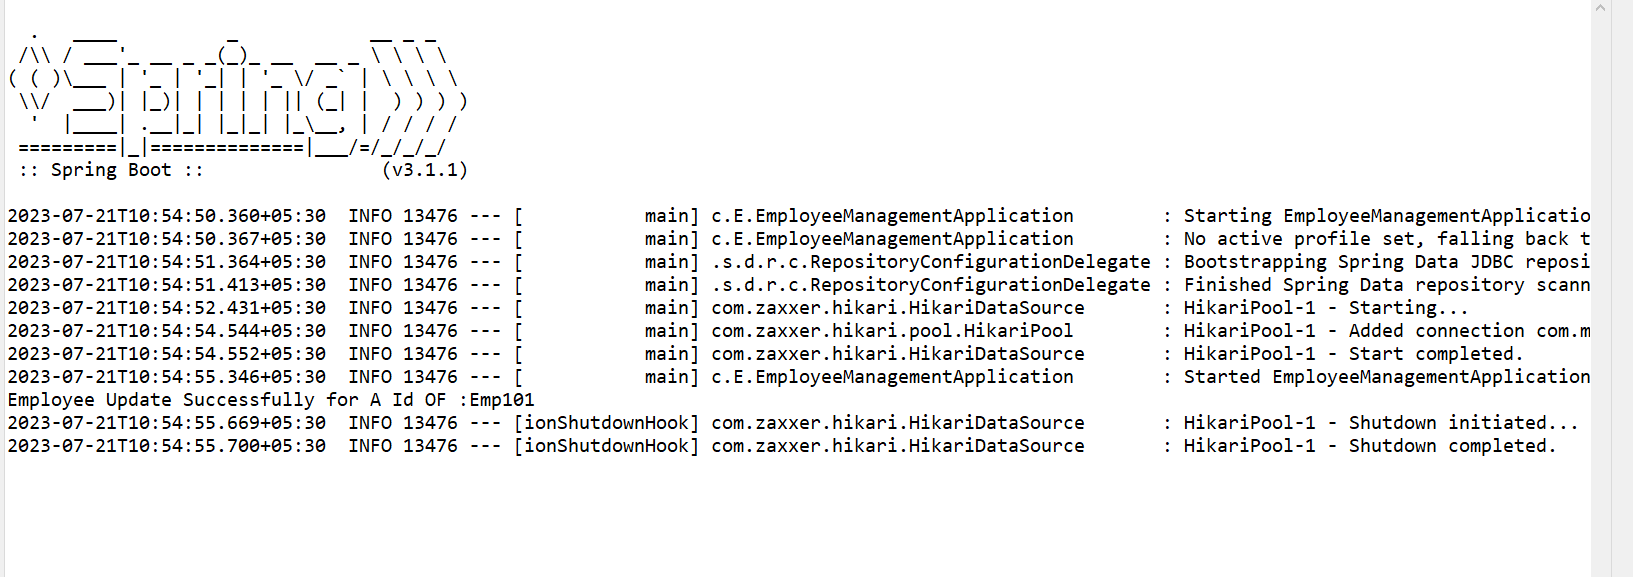 .   ____          _            __ _ _
 /\\ / ___'_ __ _ _(_)_ __  __ _ \ \ \ \
( ( )\___ | '_ | '_| | '_ \/ _` | \ \ \ \
 \\/  ___)| |_)| | | | | || (_| |  ) ) ) )
  '  |____| .__|_| |_|_| |_\__, | / / / /
 =========|_|==============|___/=/_/_/_/
 :: Spring Boot ::                (v3.1.1)
2023-07-21T10:54:50.360+05:30  INFO 13476 --- [           main] c.E.EmployeeManagementApplication        : Starting EmployeeManagementApplicatio
2023-07-21T10:54:50.367+05:30  INFO 13476 --- [           main] c.E.EmployeeManagementApplication        : No active profile set, falling back t
2023-07-21T10:54:51.364+05:30  INFO 13476 --- [           main] .s.d.r.c.RepositoryConfigurationDelegate : Bootstrapping Spring Data JDBC reposi
2023-07-21T10:54:51.413+05:30  INFO 13476 --- [           main] .s.d.r.c.RepositoryConfigurationDelegate : Finished Spring Data repository scann
2023-07-21T10:54:52.431+05:30  INFO 13476 --- [           main] com.zaxxer.hikari.HikariDataSource       : HikariPool-1 - Starting...
2023-07-21T10:54:54.544+05:30  INFO 13476 --- [           main] com.zaxxer.hikari.pool.HikariPool        : HikariPool-1 - Added connection com.m
2023-07-21T10:54:54.552+05:30  INFO 13476 --- [           main] com.zaxxer.hikari.HikariDataSource       : HikariPool-1 - Start completed.
2023-07-21T10:54:55.346+05:30  INFO 13476 --- [           main] c.E.EmployeeManagementApplication        : Started EmployeeManagementApplication
Employee Update Successfully for A Id OF :Emp101
2023-07-21T10:54:55.669+05:30  INFO 13476 --- [ionShutdownHook] com.zaxxer.hikari.HikariDataSource       : HikariPool-1 - Shutdown initiated...
2023-07-21T10:54:55.700+05:30  INFO 13476 --- [ionShutdownHook] com.zaxxer.hikari.HikariDataSource       : HikariPool-1 - Shutdown completed.